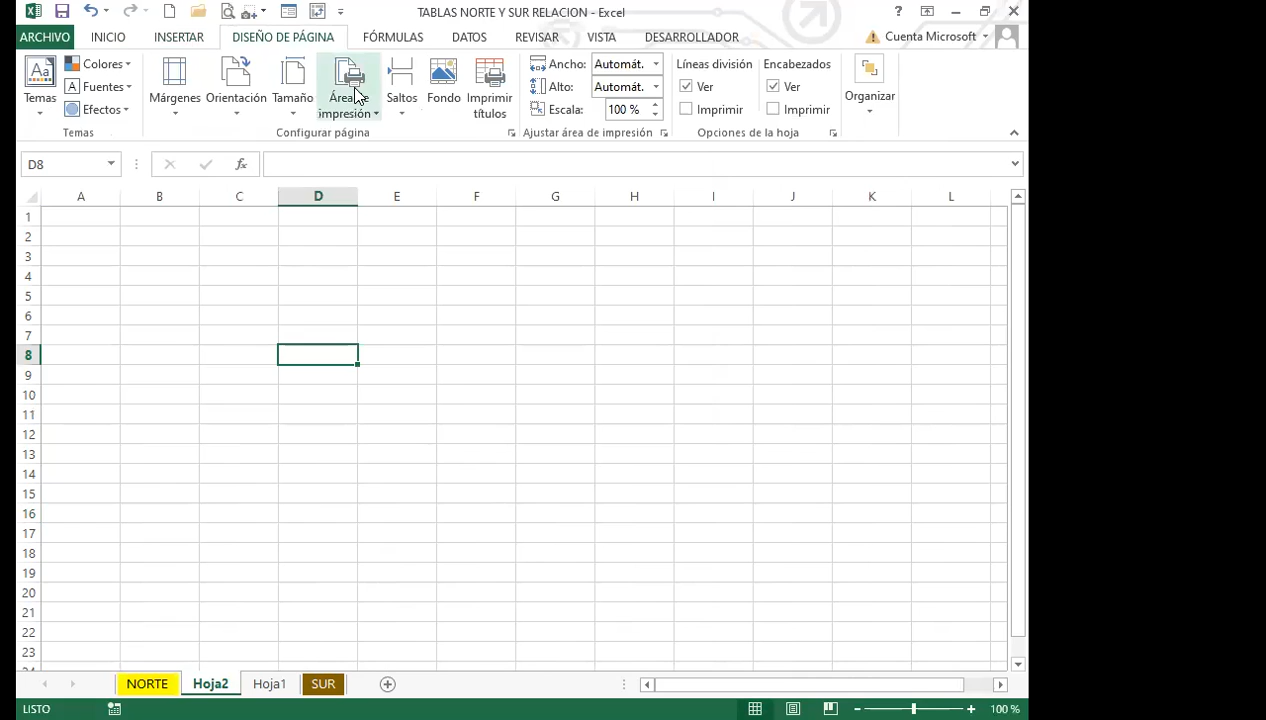 TABLAS NORTE Y SUR RELACION - Excel
ARCHIVO INICIO INSERTAR DISEÑO DE PÁGINA FÓRMULAS DATOS REVISAR VISTA DESARROLLADOR Cuenta Microsoft
Colores Ancho: Automát. Líneas división Encabezados
Fuentes Alto: Automát. Ver Ver
Temas Efectos Márgenes Orientación Tamaño Saltos Fondo Imprimir títulos Escala: 100 % Imprimir Imprimir Organizar
impresión
Temas Configurar página Ajustar área de impresión Opciones de la hoja
D8 fx
A B C D E F G H I J K L
1
2
3
4
5
6
7
8
9
10
11
12
13
14
15
16
17
18
19
20
21
22
23
NORTE Hoja2 Hoja1 SUR
LISTO 100 %